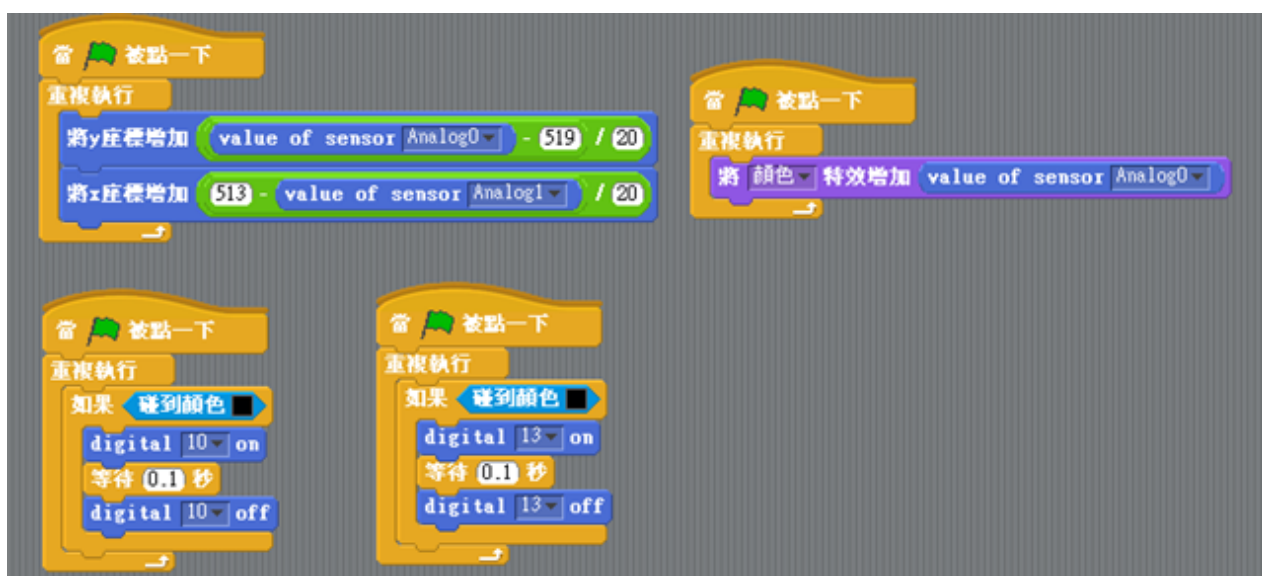 當 被點一下
重複執行
將y座標增加 value of sensor Analog0 - 519 / 20
將x座標增加 513 - value of sensor Analog1 / 20
當 被點一下
重複執行
將 顏色 特效增加 value of sensor Analog0
當 被點一下
重複執行
如果 碰到顏色
digital 10 on
等待 0.1 秒
digital 10 off
當 被點一下
重複執行
如果 碰到顏色
digital 13 on
等待 0.1 秒
digital 13 off